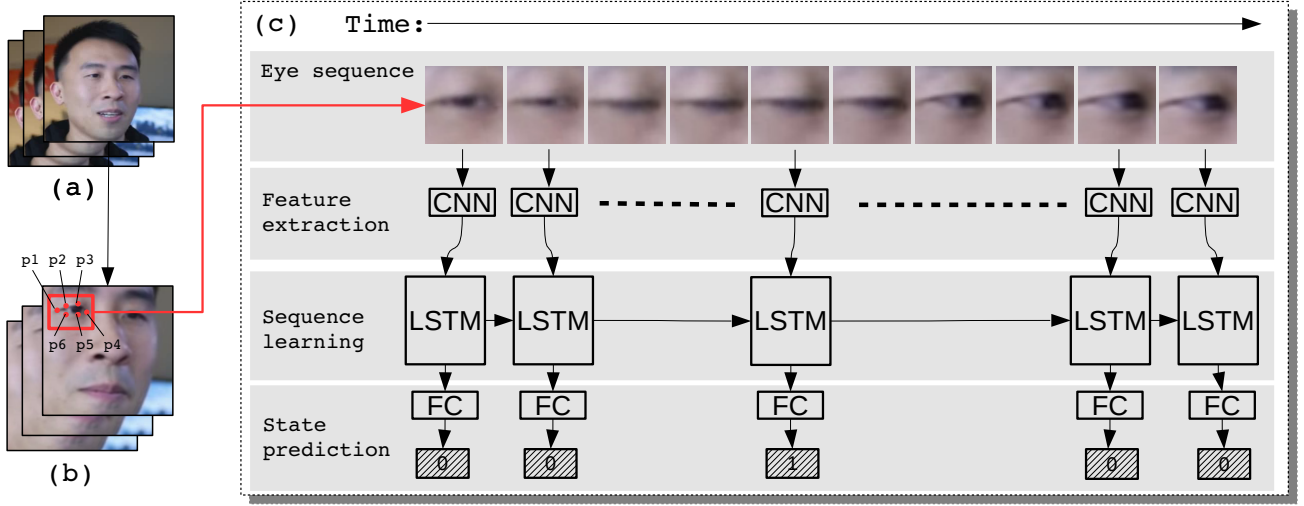 (a)
p1 p2 p3
p6 p5 p4
(b)
(c) Time:
Eye sequence
Feature
extraction
CNN CNN CNN CNN CNN
Sequence
learning
LSTM LSTM LSTM LSTM LSTM
State
prediction
FC FC FC FC FC
0 0 1 0 0